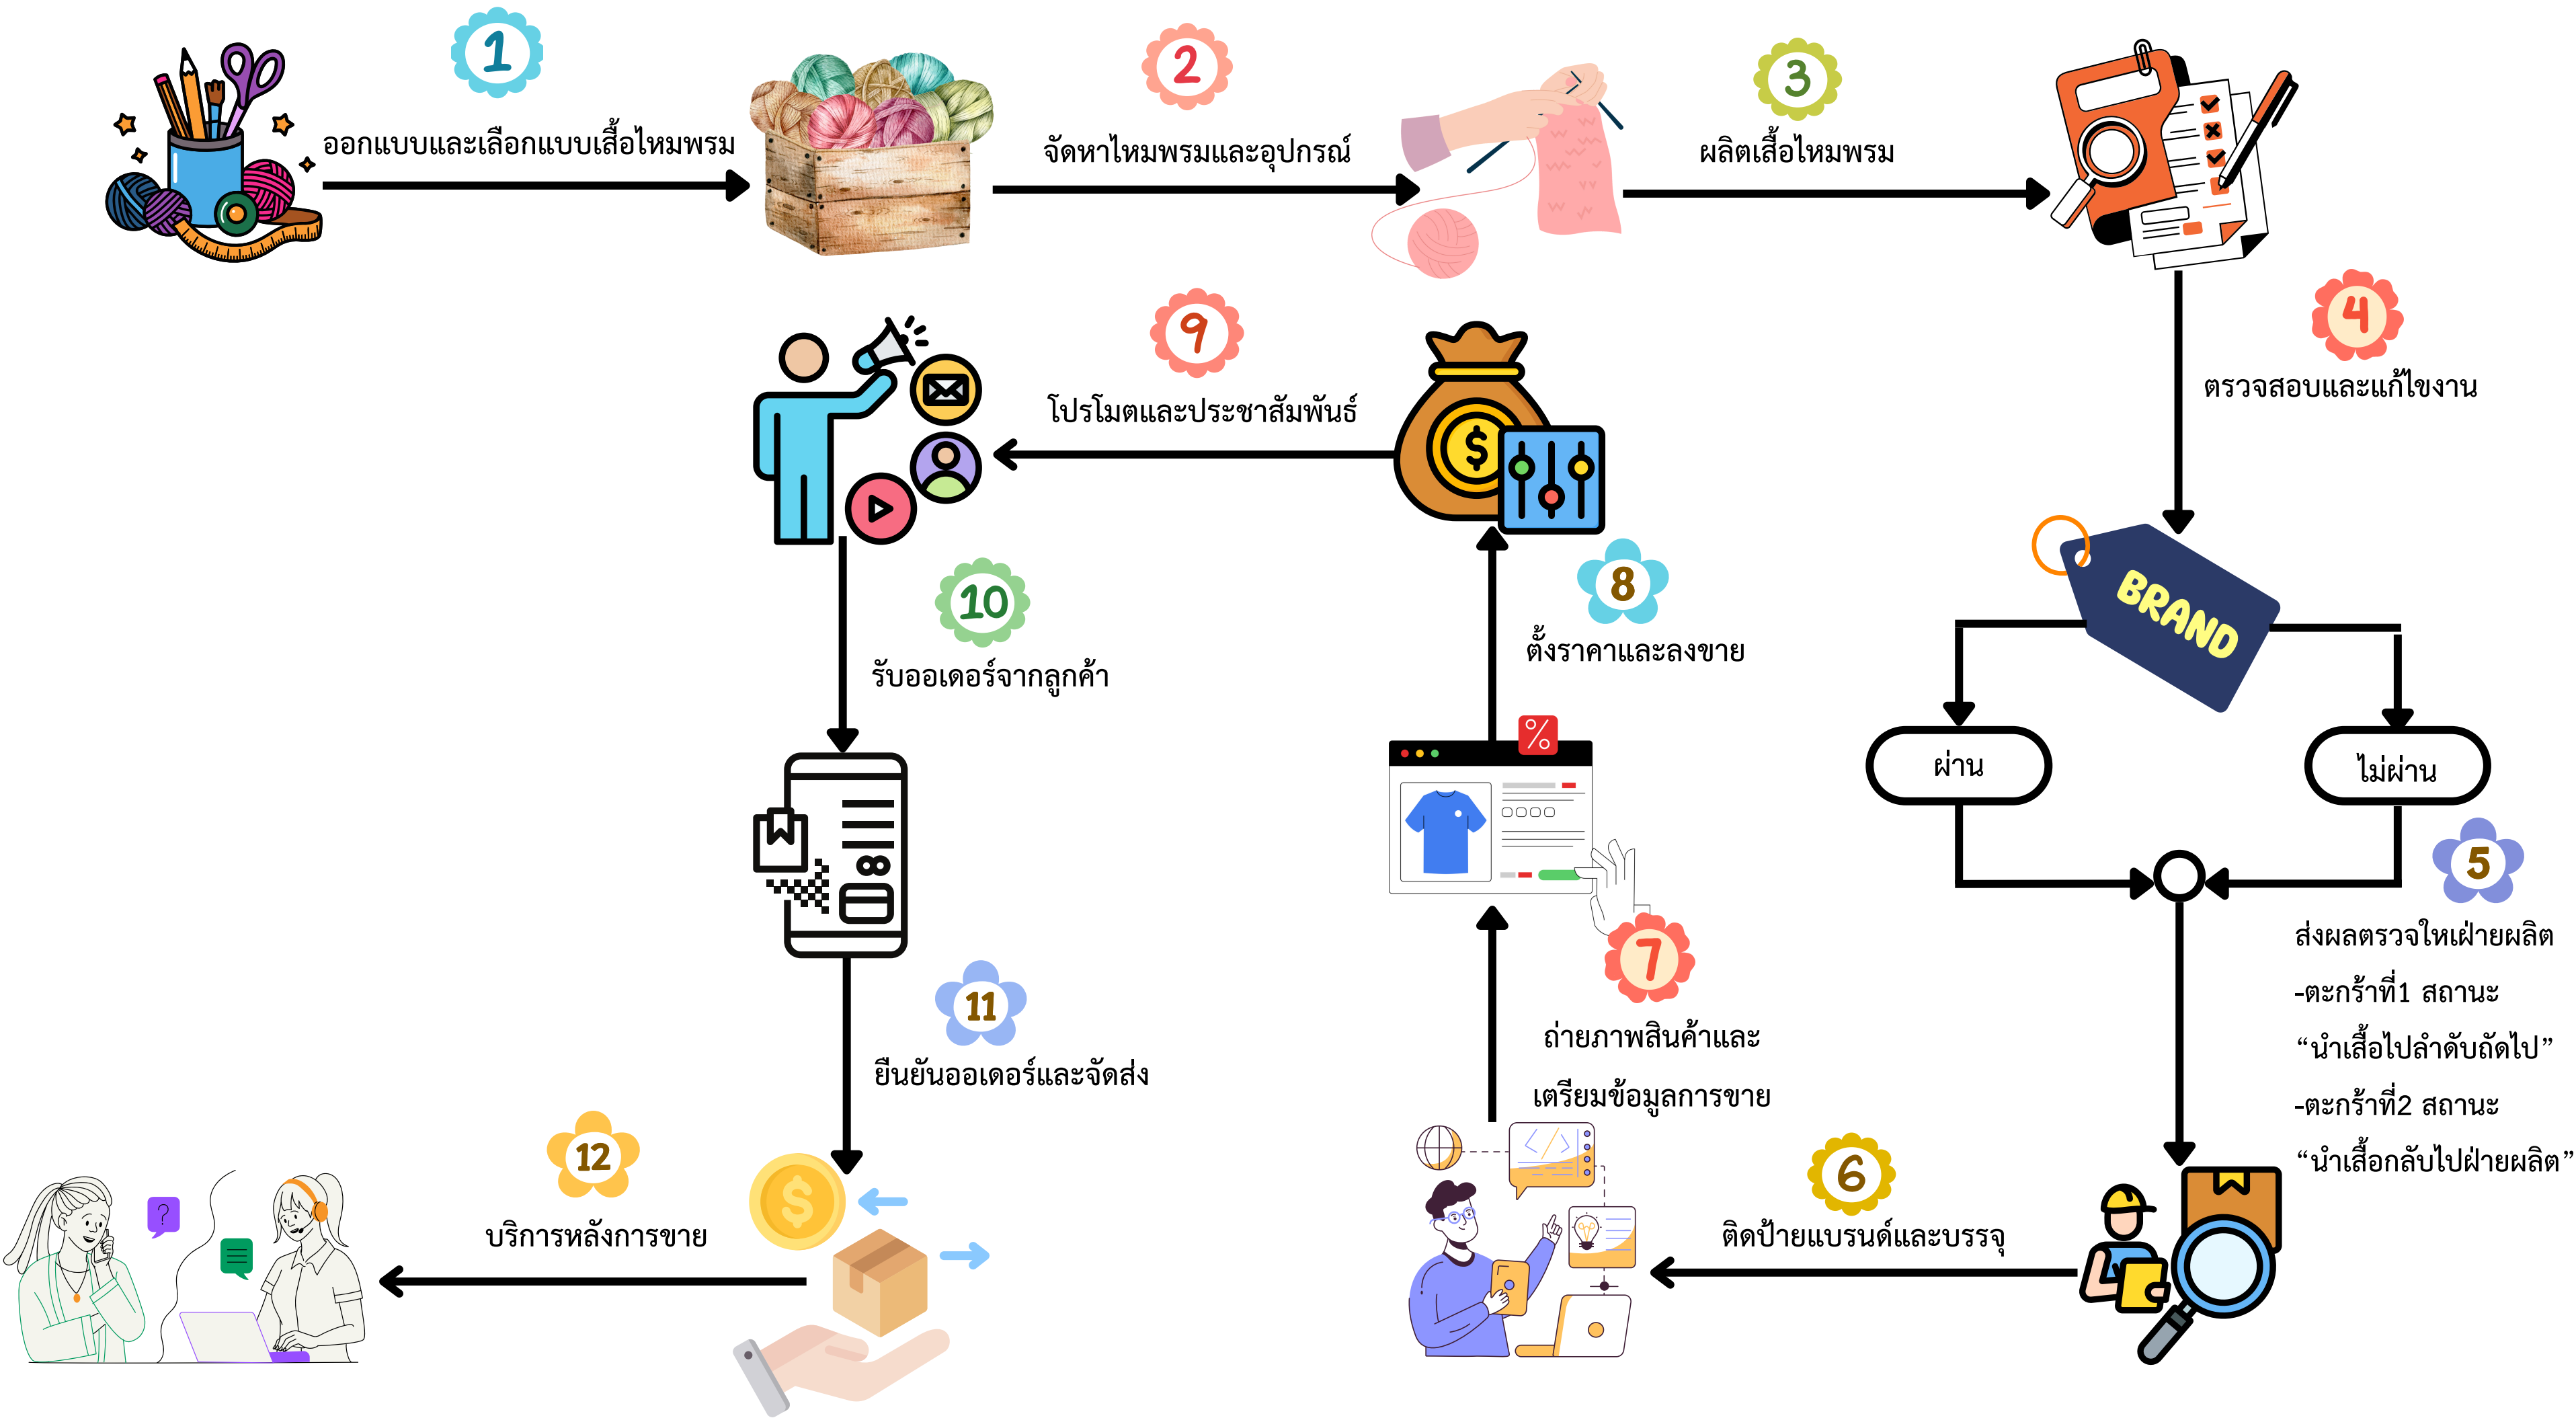 1
ออกแบบและเลือกแบบเสื้อไหมพรม
2
จัดหาไหมพรมและอุปกรณ์
3
ผลิตเสื้อไหมพรม
4
ตรวจสอบและแก้ไขงาน
BRAND
ผ่าน
ไม่ผ่าน
5
ส่งผลตรวจใหเฝ่ายผลิต
-ตะกร้าที่1 สถานะ
“นำเสื้อไปลำดับถัดไป”
-ตะกร้าที่2 สถานะ
“นำเสื้อกลับไปฝ่ายผลิต”
6
ติดป้ายแบรนด์และบรรจุ
7
ถ่ายภาพสินค้าและ
เตรียมข้อมูลการขาย
%
8
ตั้งราคาและลงขาย
$
9
โปรโมตและประชาสัมพันธ์
10
รับออเดอร์จากลูกค้า
11
ยืนยันออเดอร์และจัดส่ง
$
12
บริการหลังการขาย
?